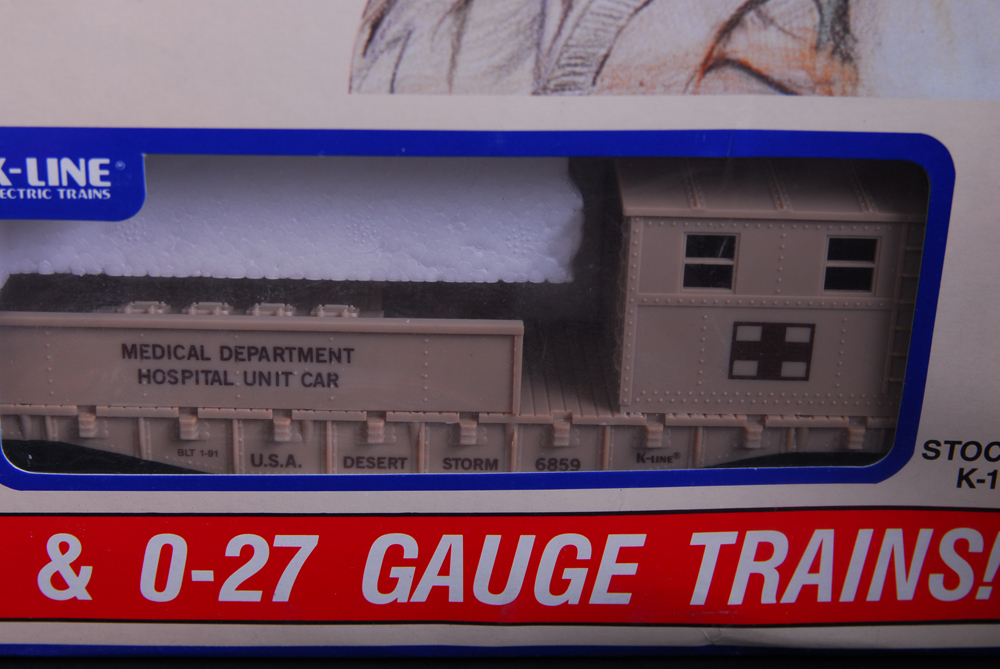 K-LINE®
ELECTRIC TRAINS
MEDICAL DEPARTMENT
HOSPITAL UNIT CAR
BLT 1-91
U.S.A. DESERT STORM 6859 K-LINE®
STOC
K-1
& 0-27 GAUGE TRAINS!